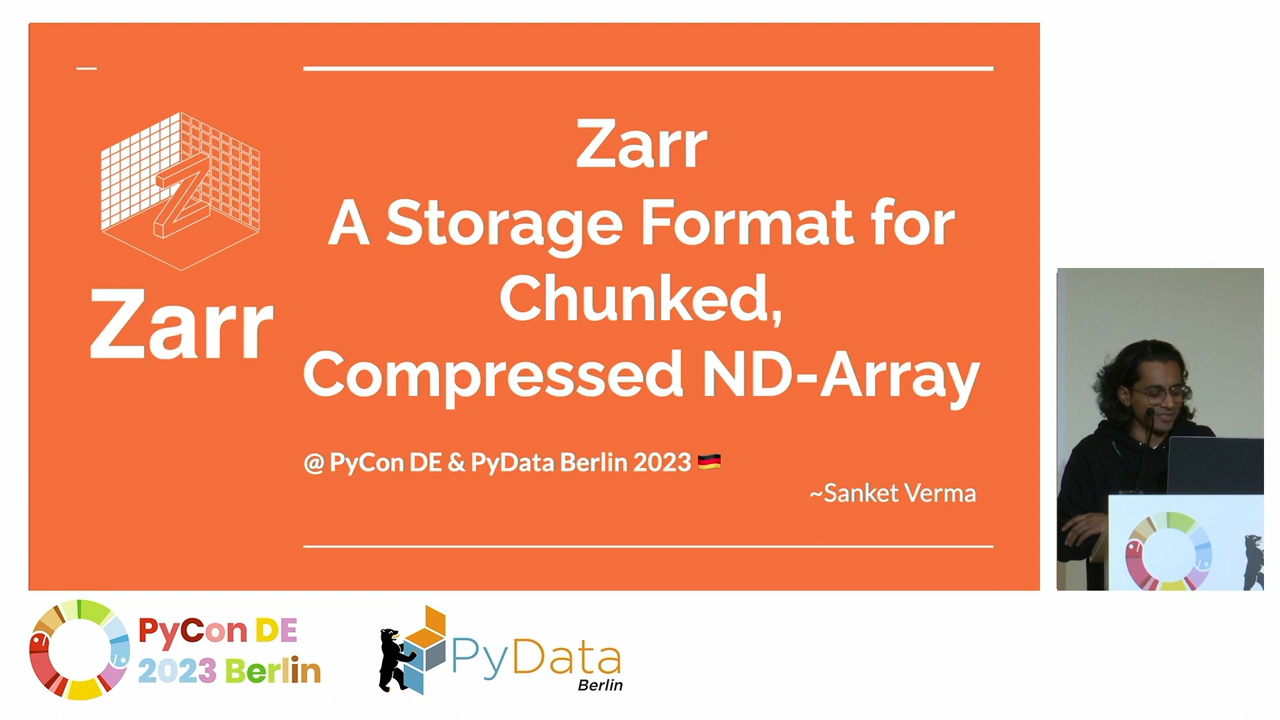 Zarr
Zarr
A Storage Format for
Chunked,
Compressed ND-Array
@ PyCon DE & PyData Berlin 2023 🇩🇪
~Sanket Verma
PyCon DE
2023 Berlin
PyData
Berlin